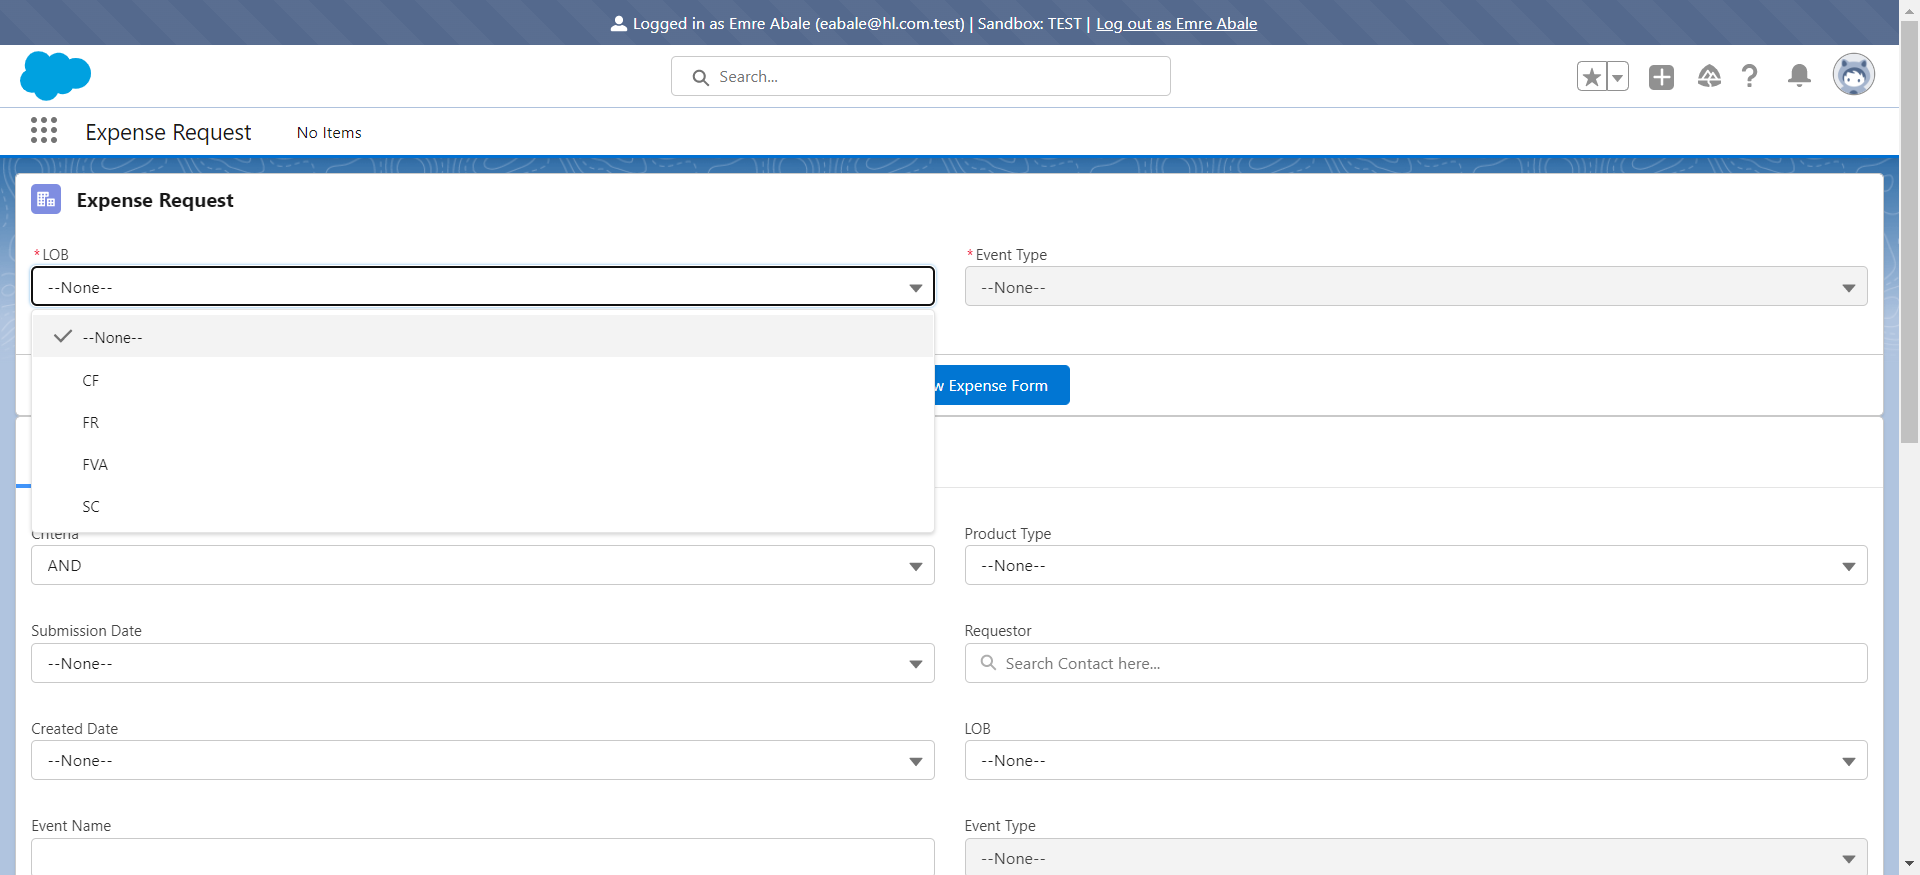 Logged in as Emre Abale (eabale@hl.com.test) | Sandbox: TEST | Log out as Emre Abale
Search...
Expense Request
No Items
Expense Request
*LOB
*Event Type
--None--
--None--
--None--
CF
Expense Form
FR
FVA
SC
Criteria
Product Type
AND
--None--
Submission Date
Requestor
--None--
Search Contact here...
Created Date
LOB
--None--
--None--
Event Name
Event Type
--None--